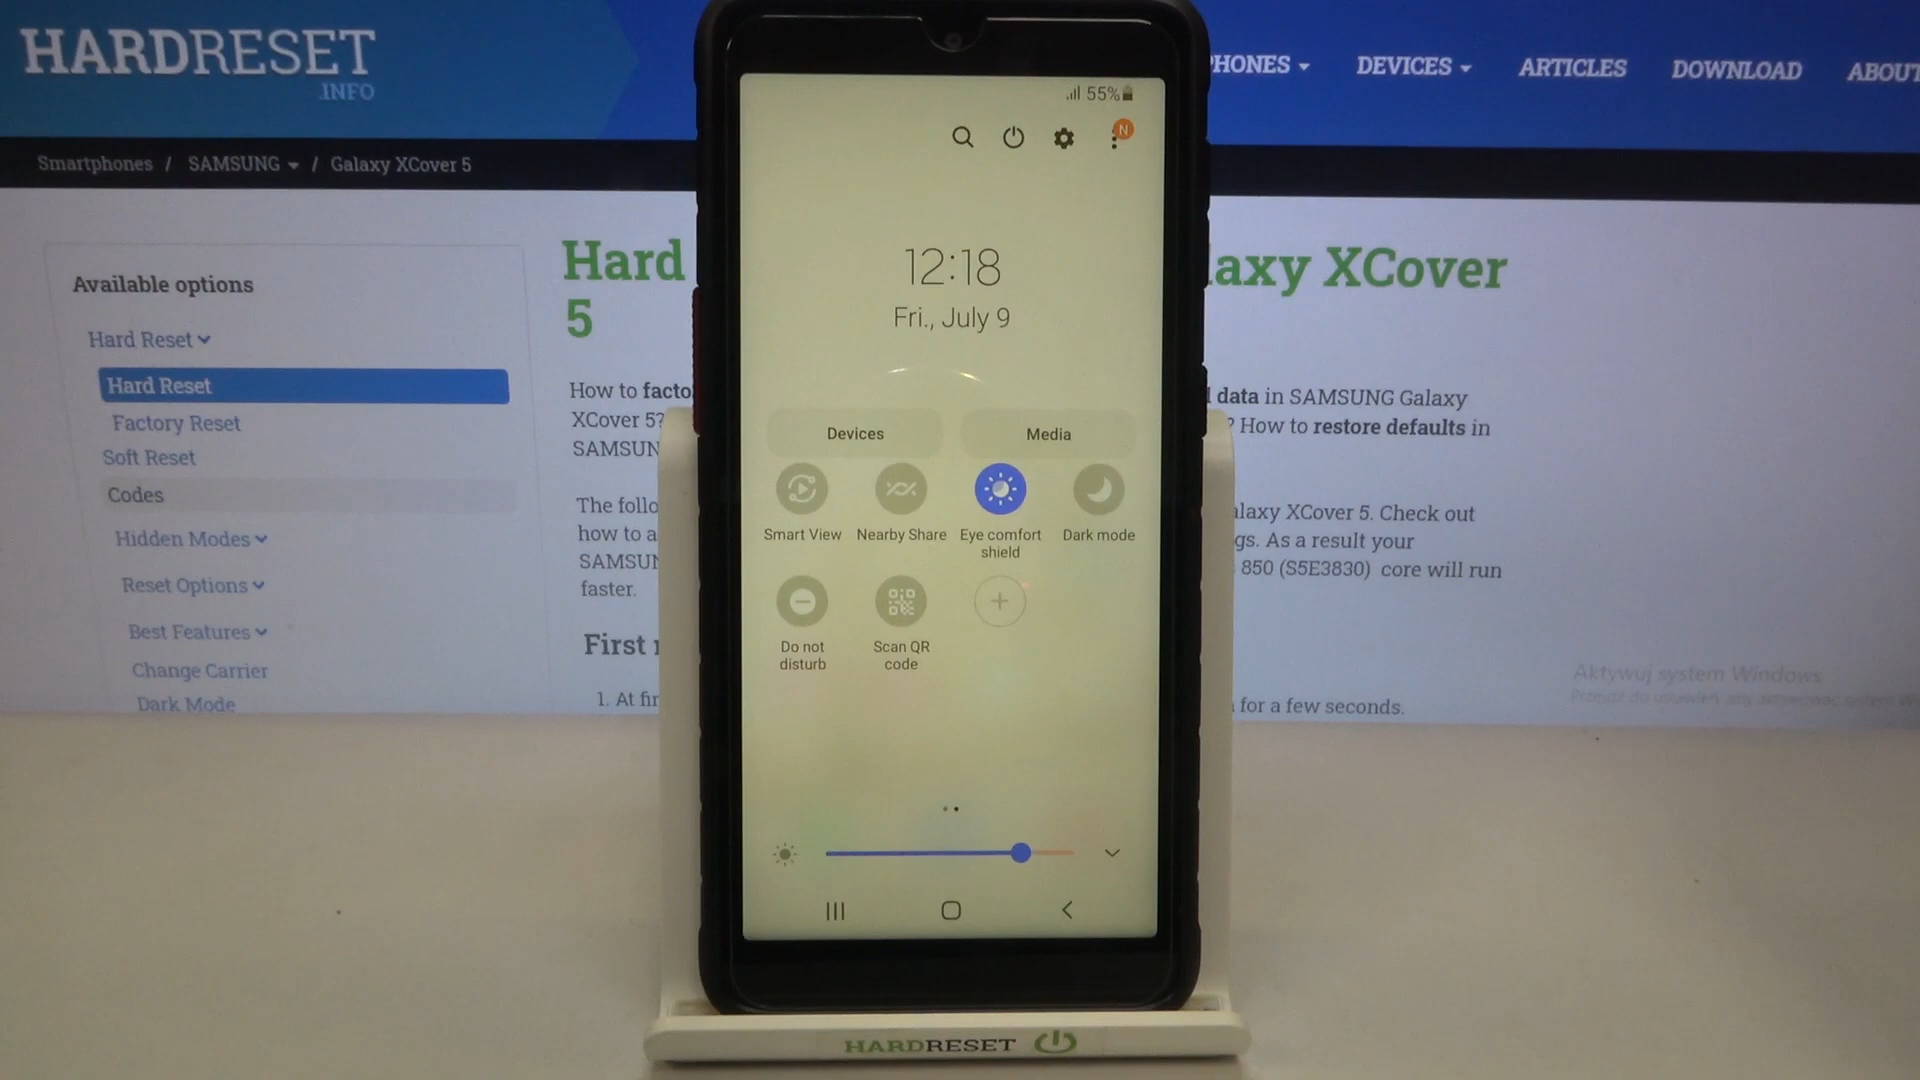 HARDRESET
.INFO
PHONES
DEVICES
ARTICLES
DOWNLOAD
ABOUT
Smartphones / SAMSUNG / Galaxy XCover 5
Available options
Hard Reset
Hard Reset
Factory Reset
Soft Reset
Codes
Hidden Modes
Reset Options
Best Features
Change Carrier
Dark Mode
Hard
axy XCover
5
How to facto
data in SAMSUNG Galaxy
XCover 5?
? How to restore defaults in
SAMSUN
The follo
alaxy XCover 5. Check out
how to a
gs. As a result your
SAMSUN
850 (S5E3830) core will run
faster.
First
1. At fir
for a few seconds.
Aktywuj system Windows
55%
N
12:18
Fri., July 9
Devices
Media
Smart View
Nearby Share
Eye comfort
shield
Dark mode
Do not
disturb
Scan QR
code
HARDRESET